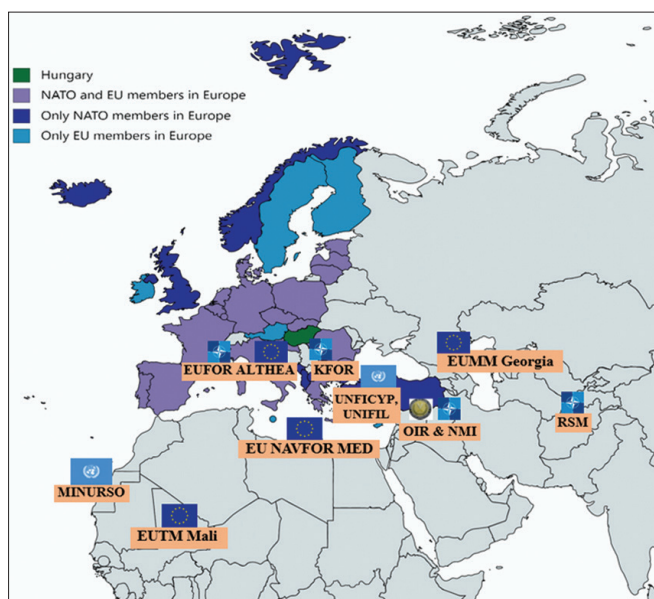 Hungary
NATO and EU members in Europe
Only NATO members in Europe
Only EU members in Europe
EUMM Georgia
EUFOR ALTHEA
KFOR
UNFICYP,
UNIFIL
OIR & NMI
RSM
EU NAVFOR MED
MINURSO
EUTM Mali